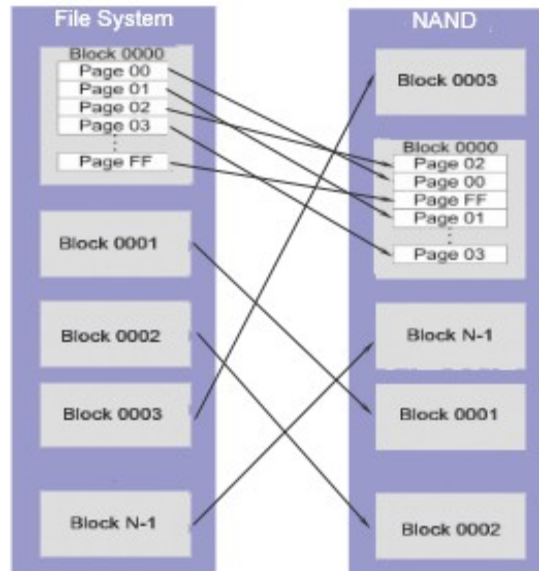 File System
Block 0000
Page 00
Page 01
Page 02
Page 03
Page FF
Block 0001
Block 0002
Block 0003
Block N-1
NAND
Block 0003
Block 0000
Page 02
Page 00
Page FF
Page 01
Page 03
Block N-1
Block 0001
Block 0002